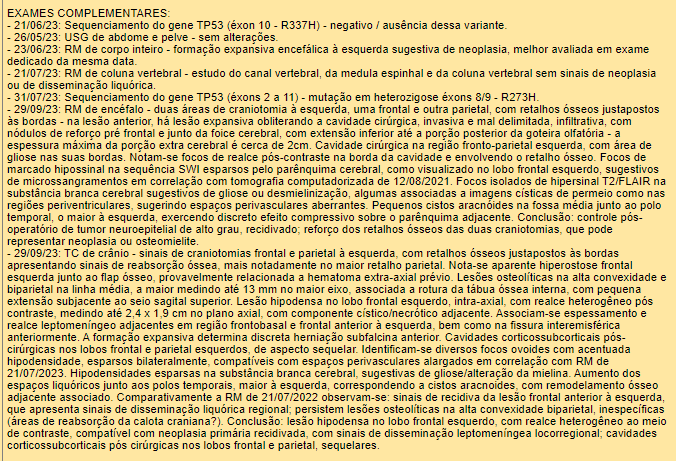 EXAMES COMPLEMENTARES:
- 21/06/23: Sequenciamento do gene TP53 (éxon 10 - R337H) - negativo / ausência dessa variante.
- 26/05/23: USG de abdome e pelve - sem alterações.
- 23/06/23: RM de corpo inteiro - formação expansiva encefálica à esquerda sugestiva de neoplasia, melhor avaliada em exame
dedicado da mesma data.
- 21/07/23: RM de coluna vertebral - estudo do canal vertebral, da medula espinhal e da coluna vertebral sem sinais de neoplasia
ou de disseminação liquórica.
- 31/07/23: Sequenciamento do gene TP53 (éxons 2 a 11) - mutação em heterozigose éxons 8/9 - R273H.
- 29/09/23: RM de encéfalo - duas áreas de craniotomia à esquerda, uma frontal e outra parietal, com retalhos ósseos justapostos
às bordas - na lesão anterior, há lesão expansiva obliterando a cavidade cirúrgica, invasiva e mal delimitada, infiltrativa, com
nódulos de reforço pré frontal e junto da foice cerebral, com extensão inferior até a porção posterior da goteira olfatória - a
espessura máxima da porção extra cerebral é cerca de 2cm. Cavidade cirúrgica na região fronto-parietal esquerda, com área de
gliose nas suas bordas. Notam-se focos de realce pós-contraste na borda da cavidade e envolvendo o retalho ósseo. Focos de
marcado hipossinal na sequência SWI esparsos pelo parênquima cerebral, como visualizado no lobo frontal esquerdo, sugestivos
de microssangramentos em correlação com tomografia computadorizada de 12/08/2021. Focos isolados de hipersinal T2/FLAIR na
substância branca cerebral sugestivos de gliose ou desmielinização, algumas associadas a imagem císticas de permeio como nas
regiões periventriculares, sugerindo espaços perivasculares aberrantes. Pequenos cistos aracnóides na fossa média junto ao polo
temporal, o maior à esquerda, exercendo discreto efeito compressivo sobre o parênquima adjacente. Conclusão: controle pós-
operatório de tumor neuroepitelial de alto grau, recidivado; reforço dos retalhos ósseos das duas craniotomias, que pode
representar neoplasia ou osteomielite.
- 29/09/23: TC de crânio - sinais de craniotomias frontal e parietal à esquerda, com retalhos ósseos justapostos às bordas
apresentando sinais de reabsorção óssea, mais notadamente no maior retalho parietal. Nota-se aparente hiperostose frontal
esquerda junto ao flap ósseo, provavelmente relacionada a hematoma extra-axial prévio. Lesões osteolíticas na alta convexidade e
biparietal na linha média, a maior medindo até 13 mm no maior eixo, associada a rotura da tábua óssea interna, com pequena
extensão subjacente ao seio sagital superior. Lesão hipodensa no lobo frontal esquerdo, intra-axial, com realce heterogêneo pós
contraste, medindo até 2,4 x 1,9 cm no plano axial, com componente cístico/necrótico adjacente. Associam-se espessamento e
realce leptomeníngeo adjacentes em região frontobasal e frontal anterior à esquerda, bem como na fissura interemisférica
anteriormente. A formação expansiva determina discreta herniação subfalcina anterior. Cavidades corticossubcorticais pós-
cirúrgicas nos lobos frontal e parietal esquerdos, de aspecto sequelar. Identificam-se diversos focos ovoides com acentuada
hipodensidade, esparsos bilateralmente, compatíveis com espaços perivasculares alargados em correlação com RM de
21/07/2023. Hipodensidades esparsas na substância branca cerebral, sugestivas de gliose/alteração da mielina. Aumento dos
espaços liquóricos junto aos polos temporais, maior à esquerda, correspondendo a cistos aracnoides, com remodelamento ósseo
adjacente associado. Comparativamente a RM de 21/07/2022 observam-se: sinais de recidiva da lesão frontal anterior à esquerda,
que apresenta sinais de disseminação liquórica regional; persistem lesões osteolíticas na alta convexidade biparietal, inespecíficas
(áreas de reabsorção da calota craniana?). Conclusão: lesão hipodensa no lobo frontal esquerdo, com realce heterogêneo ao meio
de contraste, compatível com neoplasia primária recidivada, com sinais de disseminação leptomeníngea locorregional; cavidades
corticossubcorticais pós cirúrgicas nos lobos frontal e parietal, sequelares.